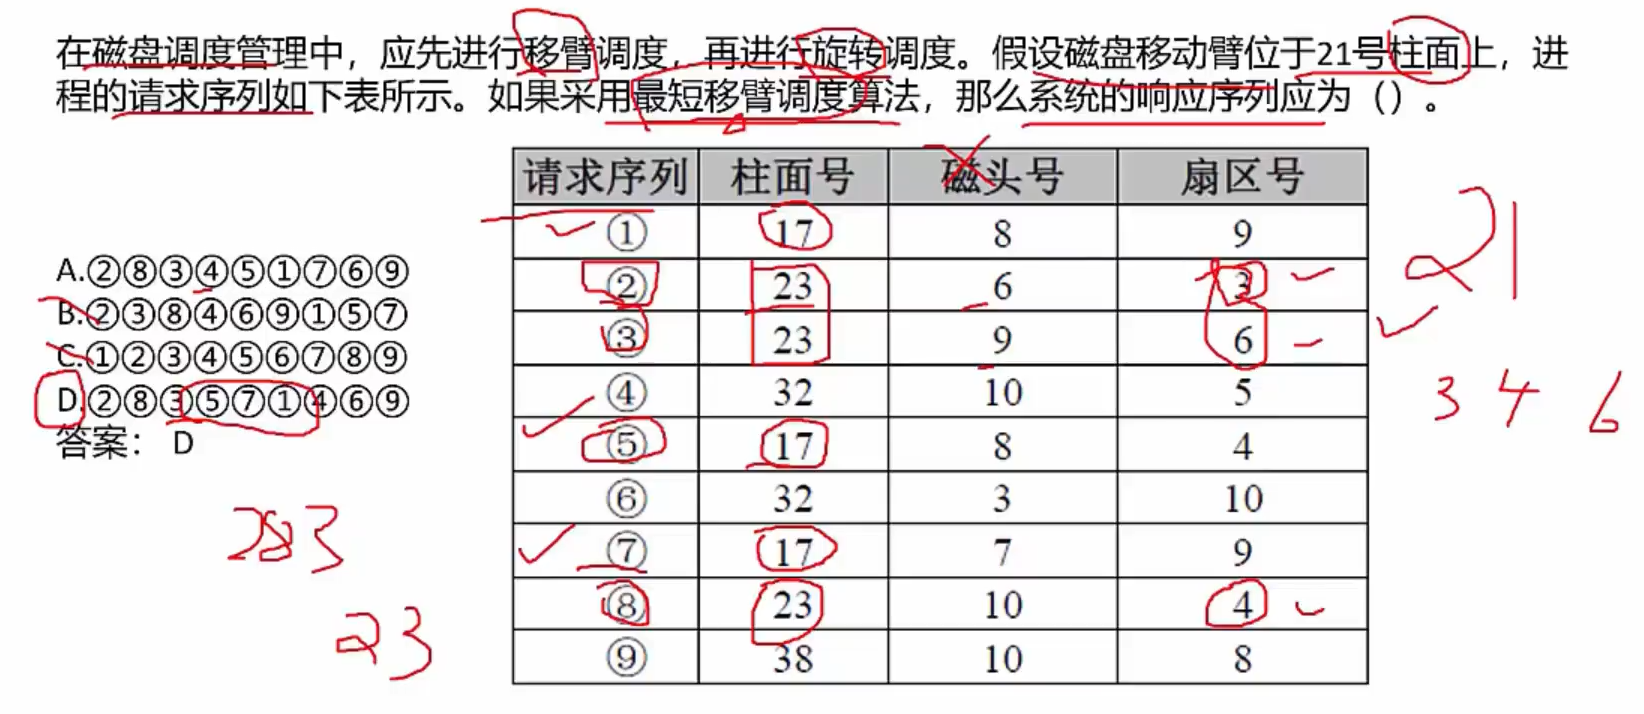 在磁盘调度管理中，应先进行移臂调度，再进行旋转调度。假设磁盘移动臂位于21号柱面上，进
程的请求序列如下表所示。如果采用最短移臂调度算法，那么系统的响应序列应为（）。
请求序列 柱面号 磁头号 扇区号
① 17 8 9
② 23 6 3
③ 23 9 6
④ 32 10 5
⑤ 17 8 4
⑥ 32 3 10
⑦ 17 7 9
⑧ 23 10 4
⑨ 38 10 8
A.②⑧③④⑤①⑦⑥⑨
B.②③⑧④⑥⑨①⑤⑦
C.①②③④⑤⑥⑦⑧⑨
D.②⑧③⑤⑦①④⑥⑨
答案： D
21
3 4 6
283
23